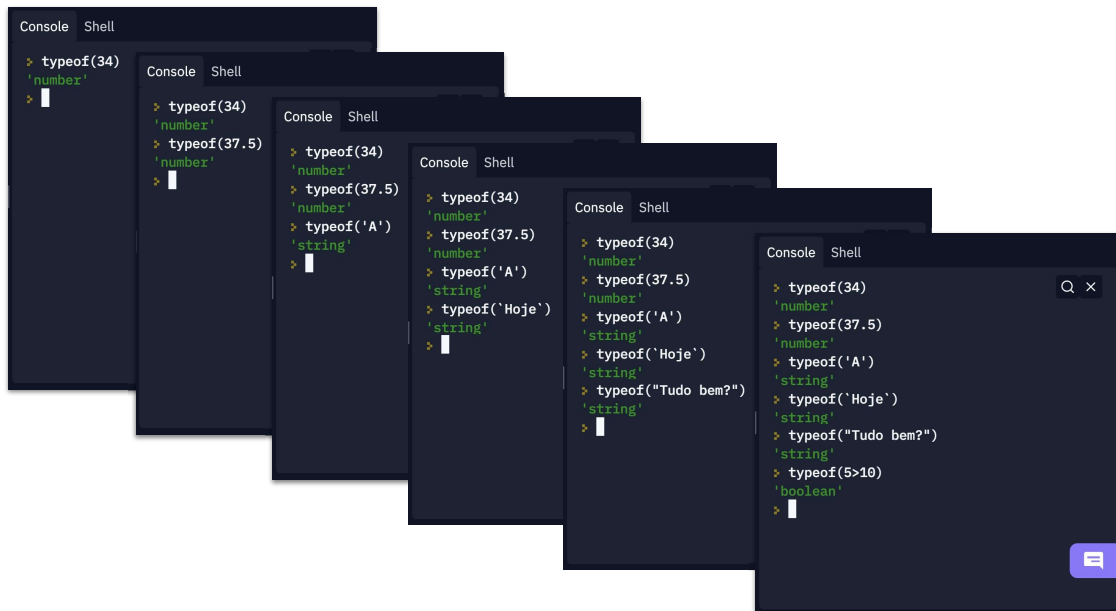 Console Shell
> typeof(34)
'number'
>
Console Shell
> typeof(34)
'number'
> typeof(37.5)
'number'
>
Console Shell
> typeof(34)
'number'
> typeof(37.5)
'number'
> typeof('A')
'string'
>
Console Shell
> typeof(34)
'number'
> typeof(37.5)
'number'
> typeof('A')
'string'
> typeof(`Hoje`)
'string'
>
Console Shell
> typeof(34)
'number'
> typeof(37.5)
'number'
> typeof('A')
'string'
> typeof(`Hoje`)
'string'
> typeof("Tudo bem?")
'string'
>
Console Shell
> typeof(34)
'number'
> typeof(37.5)
'number'
> typeof('A')
'string'
> typeof(`Hoje`)
'string'
> typeof("Tudo bem?")
'string'
> typeof(5>10)
'boolean'
>